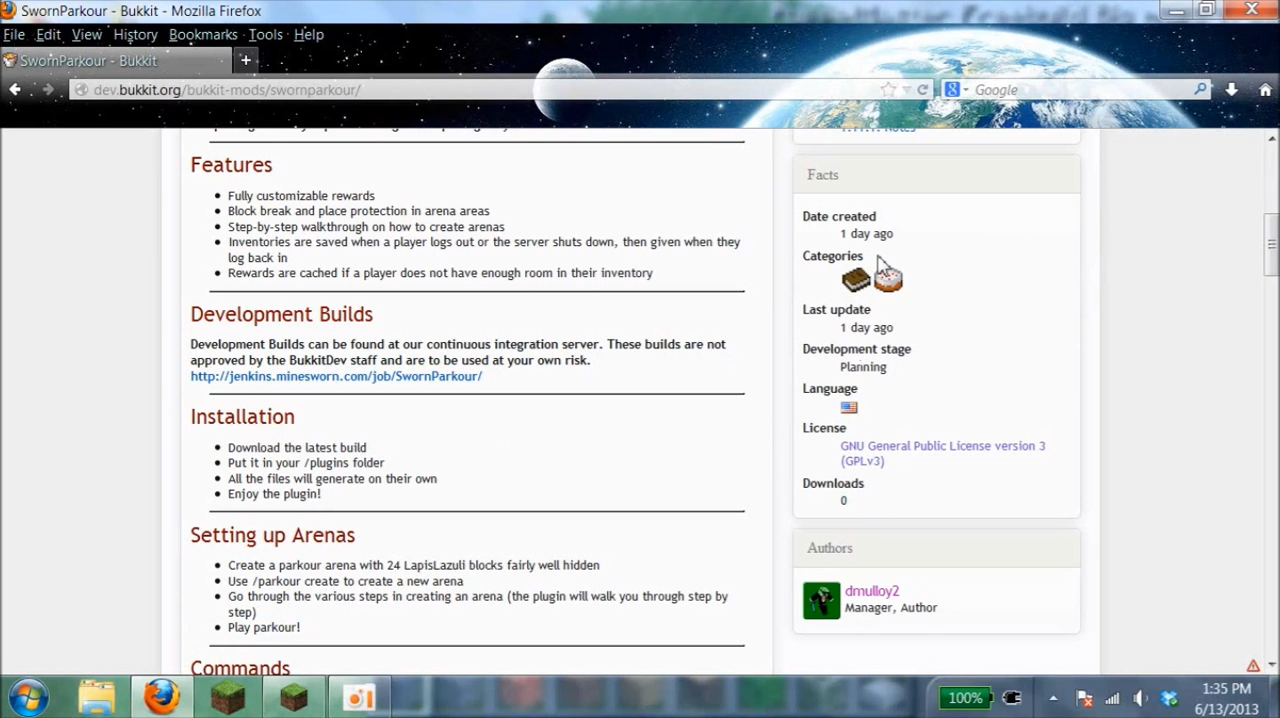 SwornParkour - Bukkit - Mozilla Firefox
File Edit View History Bookmarks Tools Help
SwornParkour - Bukkit
dev.bukkit.org/bukkit-mods/swornparkour/
Google
Features
Fully customizable rewards
Block break and place protection in arena areas
Step-by-step walkthrough on how to create arenas
Inventories are saved when a player logs out or the server shuts down, then given when they
log back in
Rewards are cached if a player does not have enough room in their inventory
Development Builds
Development Builds can be found at our continuous integration server. These builds are not
approved by the BukkitDev staff and are to be used at your own risk.
http://jenkins.minesworn.com/job/SwornParkour/
Installation
Download the latest build
Put it in your /plugins folder
All the files will generate on their own
Enjoy the plugin!
Setting up Arenas
Create a parkour arena with 24 LapisLazuli blocks fairly well hidden
Use /parkour create to create a new arena
Go through the various steps in creating an arena (the plugin will walk you through step by
step)
Play parkour!
Commands
Facts
Date created
1 day ago
Categories
Last update
1 day ago
Development stage
Planning
Language
License
GNU General Public License version 3
(GPLv3)
Downloads
0
Authors
dmulloy2
Manager, Author
100%
1:35 PM
6/13/2013